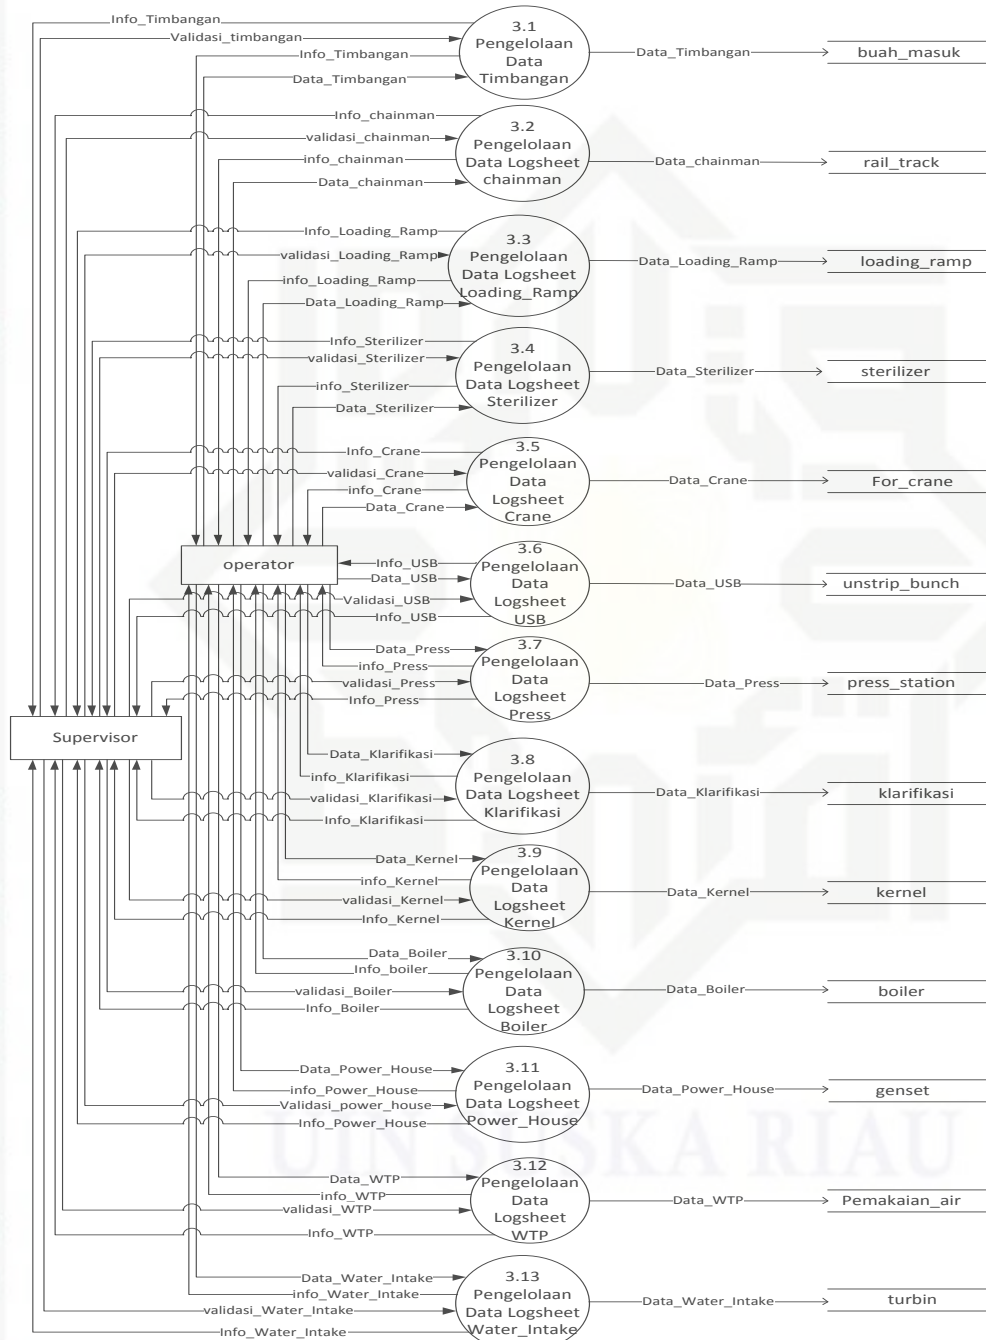 Info_Timbangan
Validasi_timbangan
Info_Timbangan
Data_Timbangan
3.1
Pengelolaan
Data
Timbangan
Data_Timbangan
buah_masuk
Info_chainman
validasi_chainman
info_chainman
Data_chainman
3.2
Pengelolaan
Data Logsheet
chainman
Data_chainman
rail_track
Info_Loading_Ramp
validasi_Loading_Ramp
info_Loading_Ramp
Data_Loading_Ramp
3.3
Pengelolaan
Data Logsheet
Loading_Ramp
Data_Loading_Ramp
loading_ramp
Info_Sterilizer
validasi_Sterilizer
info_Sterilizer
Data_Sterilizer
3.4
Pengelolaan
Data Logsheet
Sterilizer
Data_Sterilizer
sterilizer
Info_Crane
validasi_Crane
info_Crane
Data_Crane
3.5
Pengelolaan
Data
Logsheet
Crane
Data_Crane
For_crane
operator
Info_USB
Data_USB
Validasi_USB
Info_USB
3.6
Pengelolaan
Data
Logsheet
USB
Data_USB
unstrip_bunch
Data_Press
info_Press
validasi_Press
Info_Press
3.7
Pengelolaan
Data
Logsheet
Press
Data_Press
press_station
Supervisor
Data_Klarifikasi
info_Klarifikasi
validasi_Klarifikasi
Info_Klarifikasi
3.8
Pengelolaan
Data Logsheet
Klarifikasi
Data_Klarifikasi
klarifikasi
Data_Kernel
info_Kernel
validasi_Kernel
Info_Kernel
3.9
Pengelolaan
Data
Logsheet
Kernel
Data_Kernel
kernel
Data_Boiler
Info_boiler
validasi_Boiler
Info_Boiler
3.10
Pengelolaan
Data
Logsheet
Boiler
Data_Boiler
boiler
Data_Power_House
info_Power_House
Validasi_power_house
Info_Power_House
3.11
Pengelolaan
Data Logsheet
Power_House
Data_Power_House
genset
UIN SUSKA RIAU
Data_WTP
info_WTP
validasi_WTP
Info_WTP
3.12
Pengelolaan
Data
Logsheet
WTP
Data_WTP
Pemakaian_air
Data_Water_Intake
info_Water_Intake
validasi_Water_Intake
Info_Water_Intake
3.13
Pengelolaan
Data Logsheet
Water_Intake
Data_Water_Intake
turbin